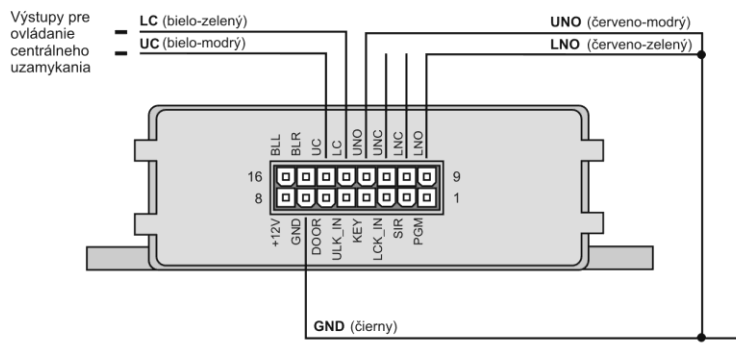 Výstupy pre
ovládanie
centrálneho
uzamykania
LC (bielo-zelený)
UC (bielo-modrý)
UNO (červeno-modrý)
LNO (červeno-zelený)
BLL
BLR
UC
LC
UNO
UNC
LNC
LNO
16
9
8
1
+12V
GND
DOOR
ULK_IN
KEY
LCK_IN
SIR
PGM
GND (čierny)